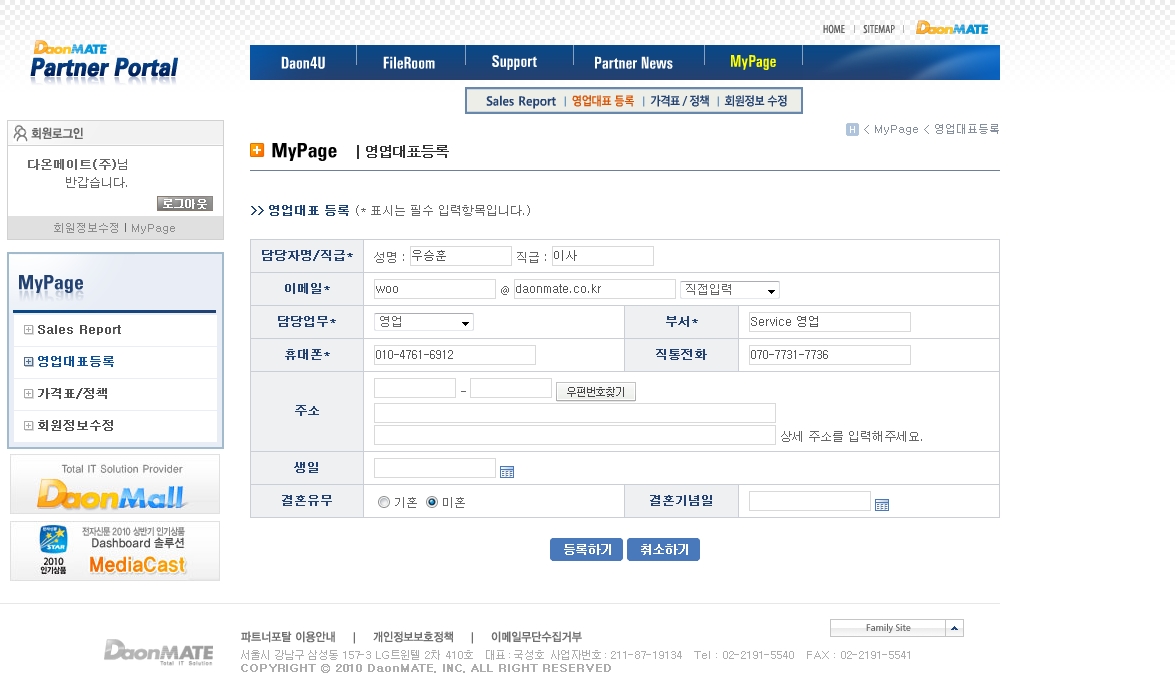 HOME | SITEMAP | DaonMATE
DaonMATE
Partner Portal
Daon4U FileRoom Support Partner News MyPage
Sales Report | 영업대표 등록 | 가격표 / 정책 | 회원정보 수정
H < MyPage < 영업대표등록
회원로그인
다온메이트(주)님
반갑습니다.
로그아웃
회원정보수정 | MyPage
MyPage
Sales Report
영업대표등록
가격표/정책
회원정보수정
Total IT Solution Provider
DaonMall
전자신문 2010 상반기 인기상품
Dashboard 솔루션
MediaCast
전자신문
STAR
2010
인기상품
MyPage | 영엽대표등록
>> 영업대표 등록 (* 표시는 필수 입력항목입니다.)
담당자명/직급* 성명 : 우승훈 직급 : 이사
이메일* woo @ daonmate.co.kr 직접입력
담당업무* 영업 부서* Service 영업
휴대폰* 010-4761-6912 직통전화 070-7731-7736
주소 - 우편번호찾기
상세 주소를 입력해주세요.
생일
결혼유무 기혼 미혼 결혼기념일
등록하기 취소하기
DaonMATE
Total IT Solution
파트너포탈 이용안내 | 개인정보보호정책 | 이메일무단수집거부
Family Site
서울시 강남구 삼성동 157-3 LG트윈텔 2차 410호 대표 : 국성호 사업자번호 : 211-87-19134 Tel : 02-2191-5540 FAX : 02-2191-5541
COPYRIGHT © 2010 DaonMATE, INC, ALL RIGHT RESERVED